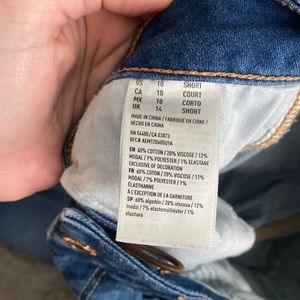 US 10 SHORT
CA 10 COURT
MX 10 CORTO
UK 14 SHORT
MADE IN CHINA / FABRIQUÉ EN CHINE /
HECHO EN CHINA
RN 54485/CA 03873
EN 60% COTTON / 20% VISCOSE / 12%
MODAL / 7% POLYESTER / 1% ELASTANE
EXCLUSIVE OF DECORATION
FR 60% COTON / 20% VISCOSE / 12%
MODAL / 7% POLYESTER / 1%
ÉLASTHANNE
À L'EXCEPTION DE LA GARNITURE
SP 60% algodón / 20% viscosa / 12%
modal / 7% elastomultiéster / 1%
elastano